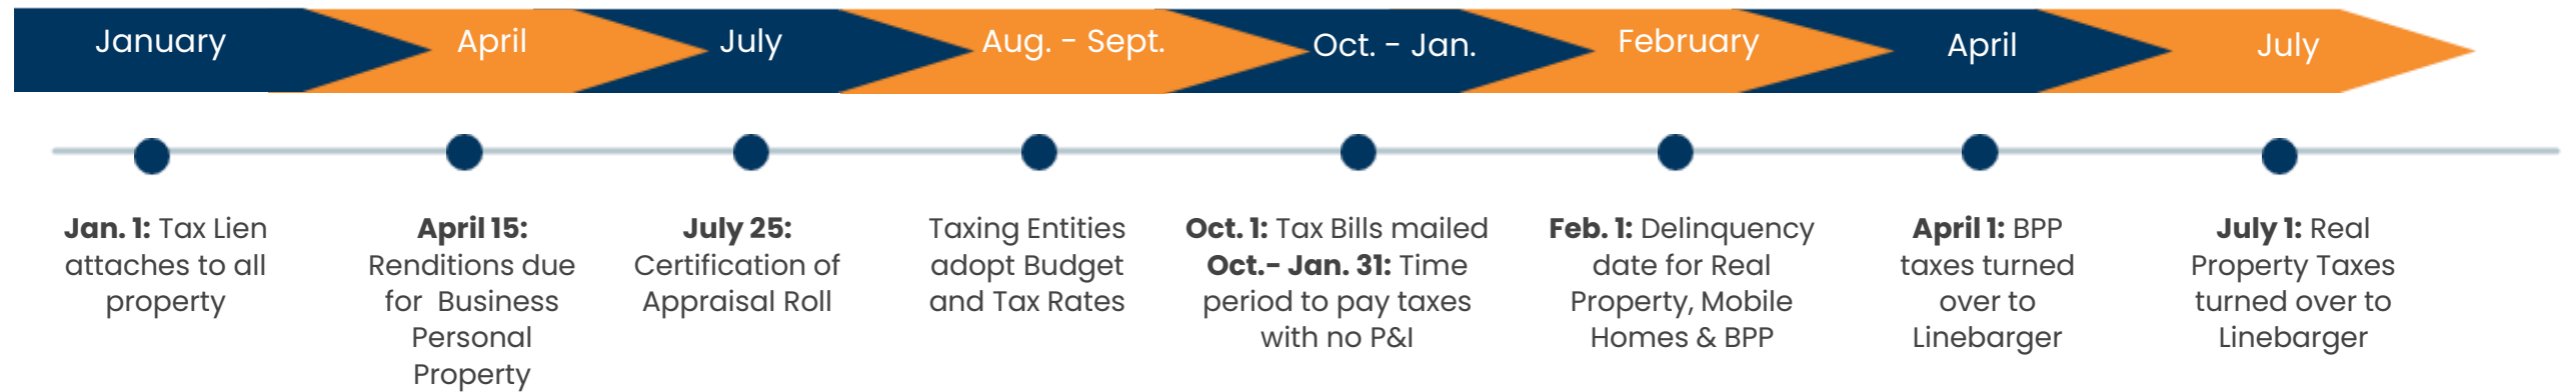 January
April
July
Aug. - Sept.
Oct. - Jan.
February
April
July
Jan. 1: Tax Lien
attaches to all
property
April 15:
Renditions due
for Business
Personal
Property
July 25:
Certification of
Appraisal Roll
Taxing Entities
adopt Budget
and Tax Rates
Oct. 1: Tax Bills mailed
Oct.- Jan. 31: Time
period to pay taxes
with no P&I
Feb. 1: Delinquency
date for Real
Property, Mobile
Homes & BPP
April 1: BPP
taxes turned
over to
Linebarger
July 1: Real
Property Taxes
turned over to
Linebarger